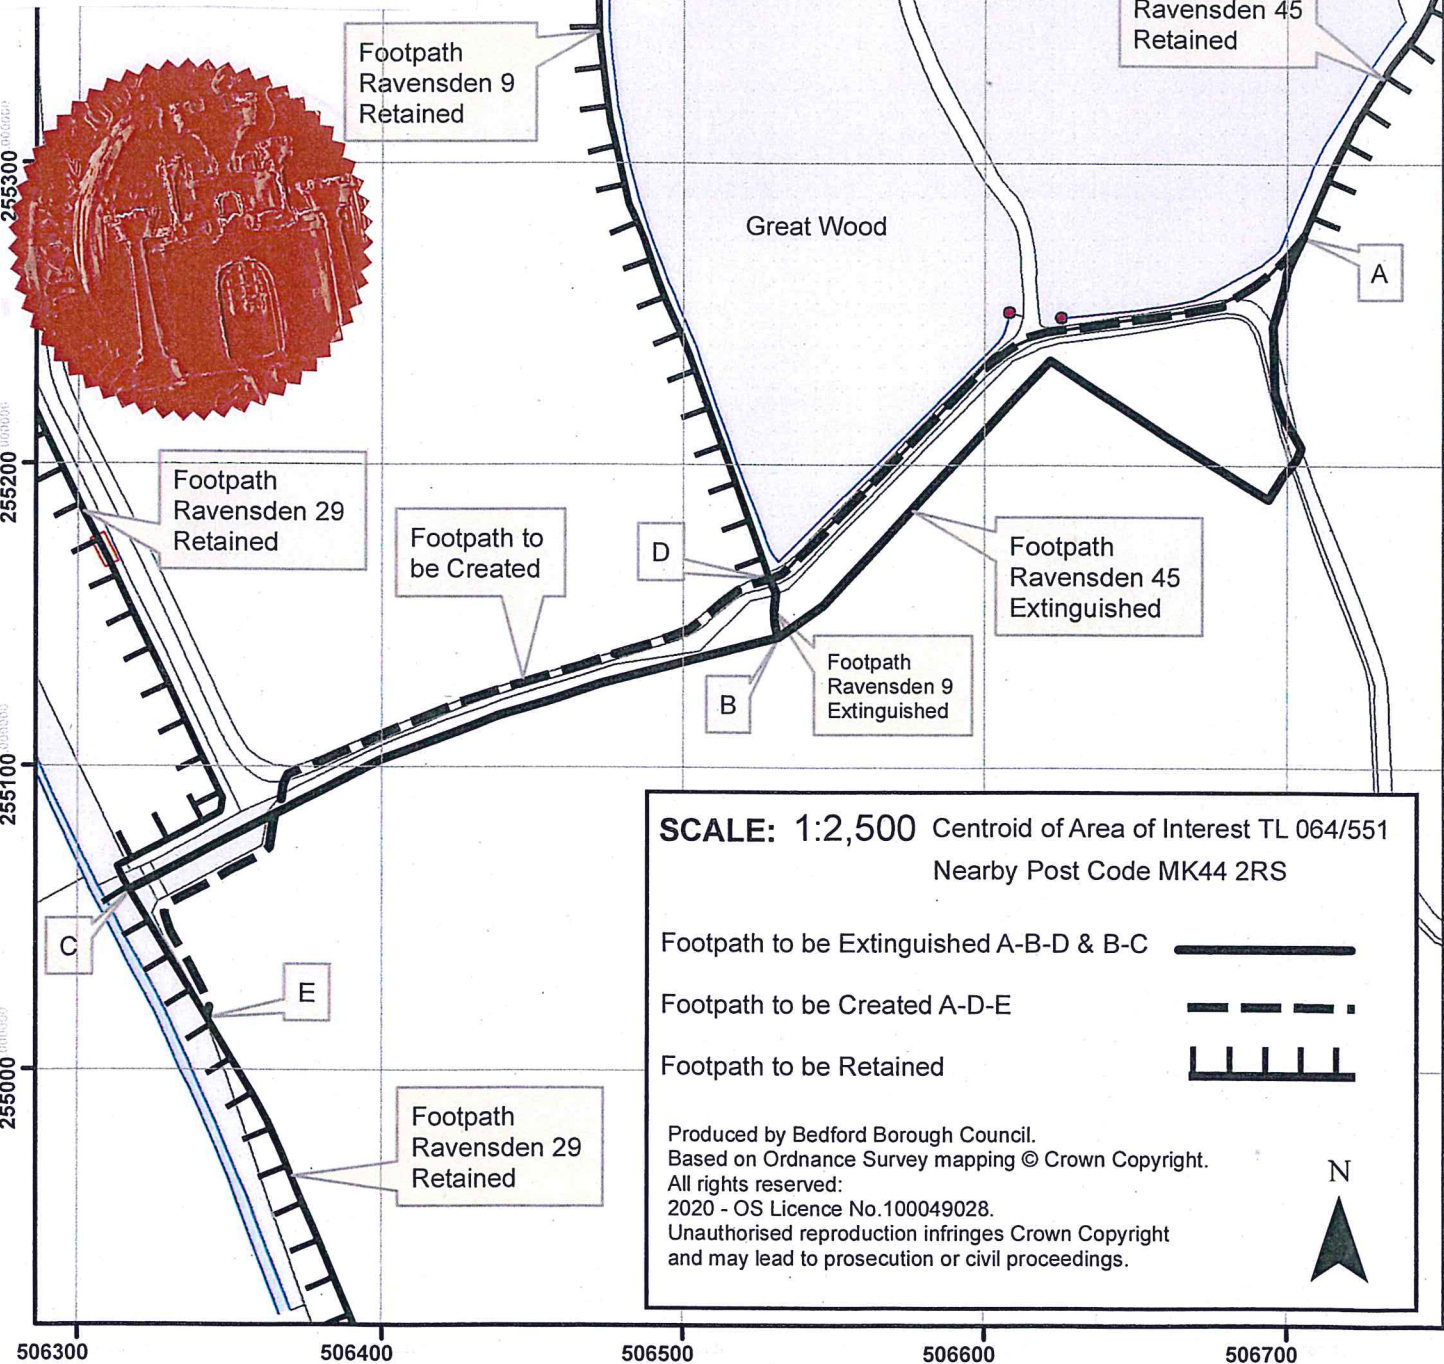 Footpath
Ravensden 9
Retained
Ravensden 45
Retained
Great Wood
A
255300
255200
255100
255000
Footpath
Ravensden 29
Retained
Footpath to
be Created
D
Footpath
Ravensden 45
Extinguished
B
Footpath
Ravensden 9
Extinguished
C
E
Footpath
Ravensden 29
Retained
SCALE: 1:2,500 Centroid of Area of Interest TL 064/551
Nearby Post Code MK44 2RS
Footpath to be Extinguished A-B-D & B-C
Footpath to be Created A-D-E
Footpath to be Retained
Produced by Bedford Borough Council.
Based on Ordnance Survey mapping © Crown Copyright.
All rights reserved:
2020 - OS Licence No.100049028.
Unauthorised reproduction infringes Crown Copyright
and may lead to prosecution or civil proceedings.
N
506300
506400
506500
506600
506700